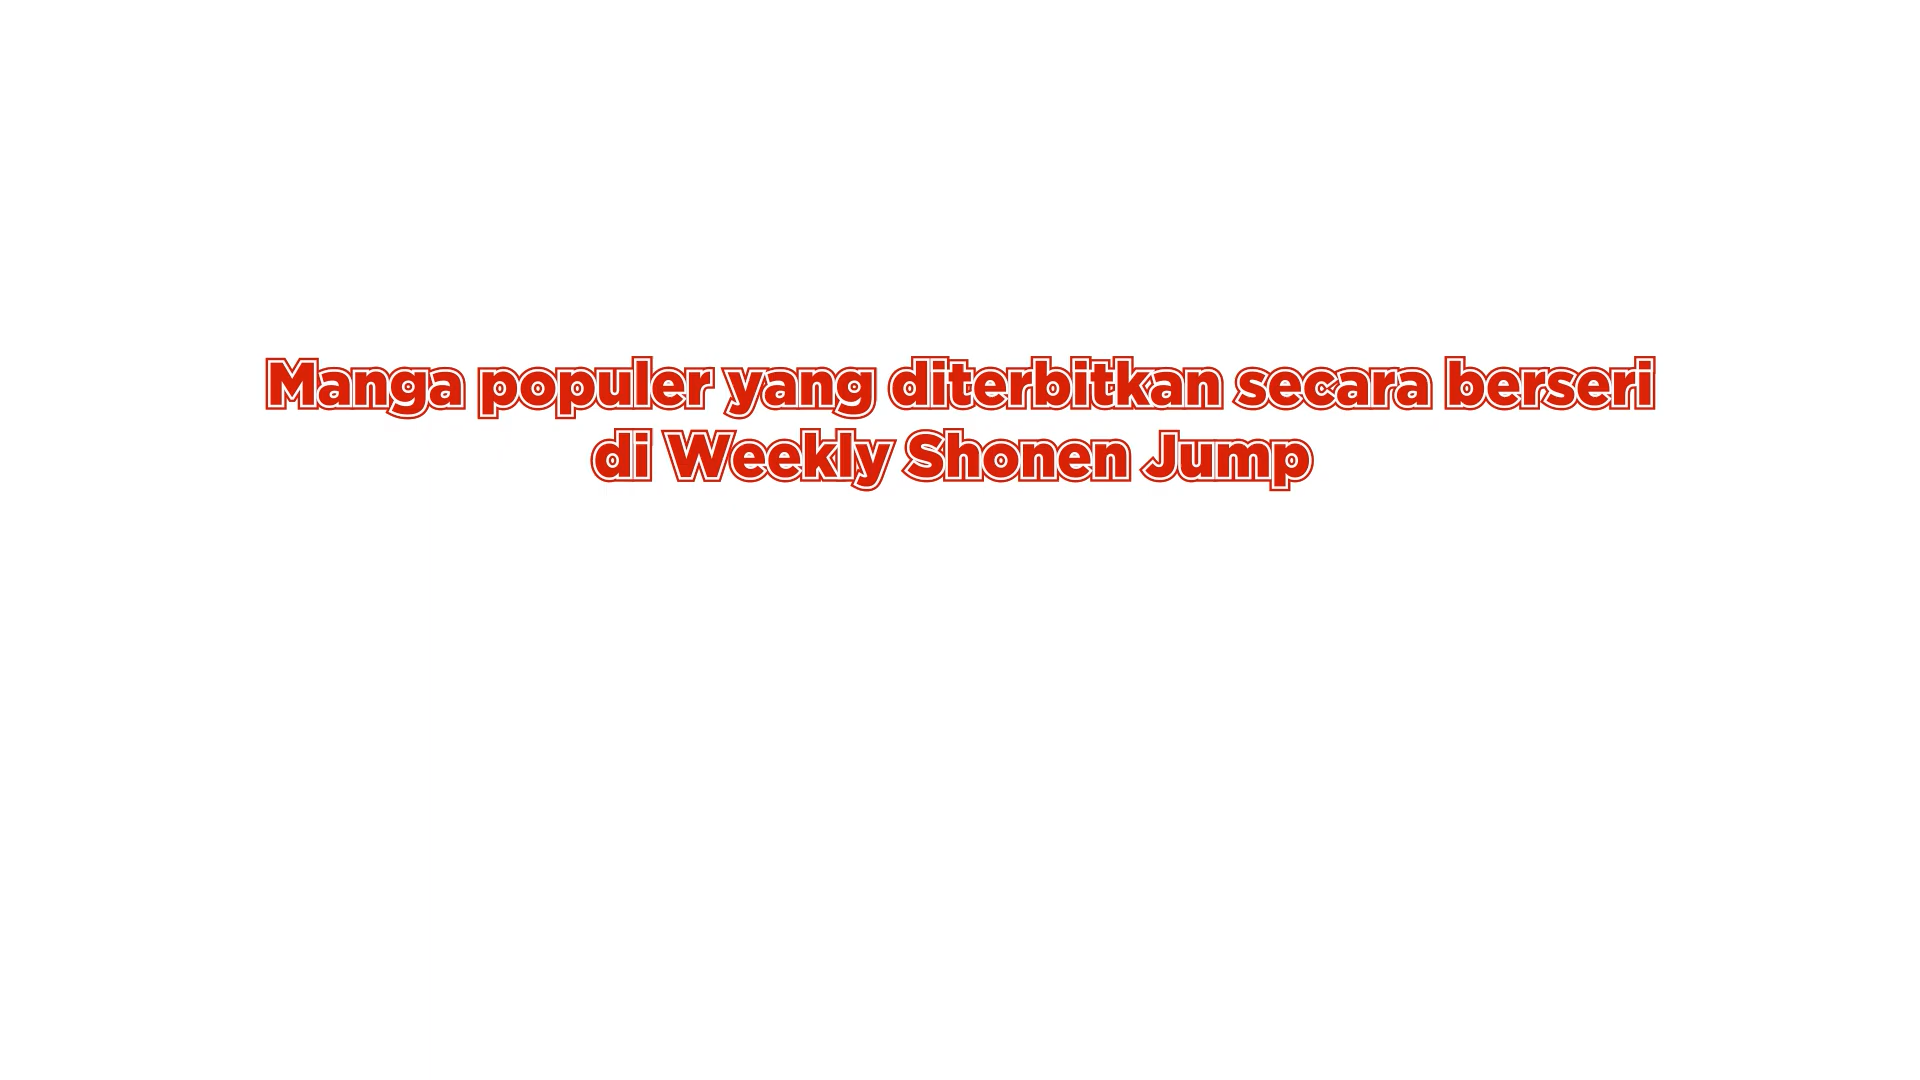 Manga populer yang diterbitkan secara berseri
di Weekly Shonen Jump